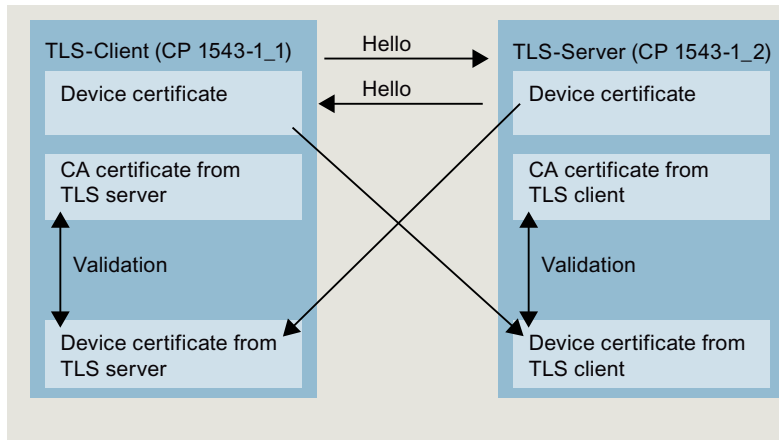 TLS-Client (CP 1543-1_1)
Device certificate
CA certificate from
TLS server
Validation
Device certificate from
TLS server
Hello
Hello
TLS-Server (CP 1543-1_2)
Device certificate
CA certificate from
TLS client
Validation
Device certificate from
TLS client